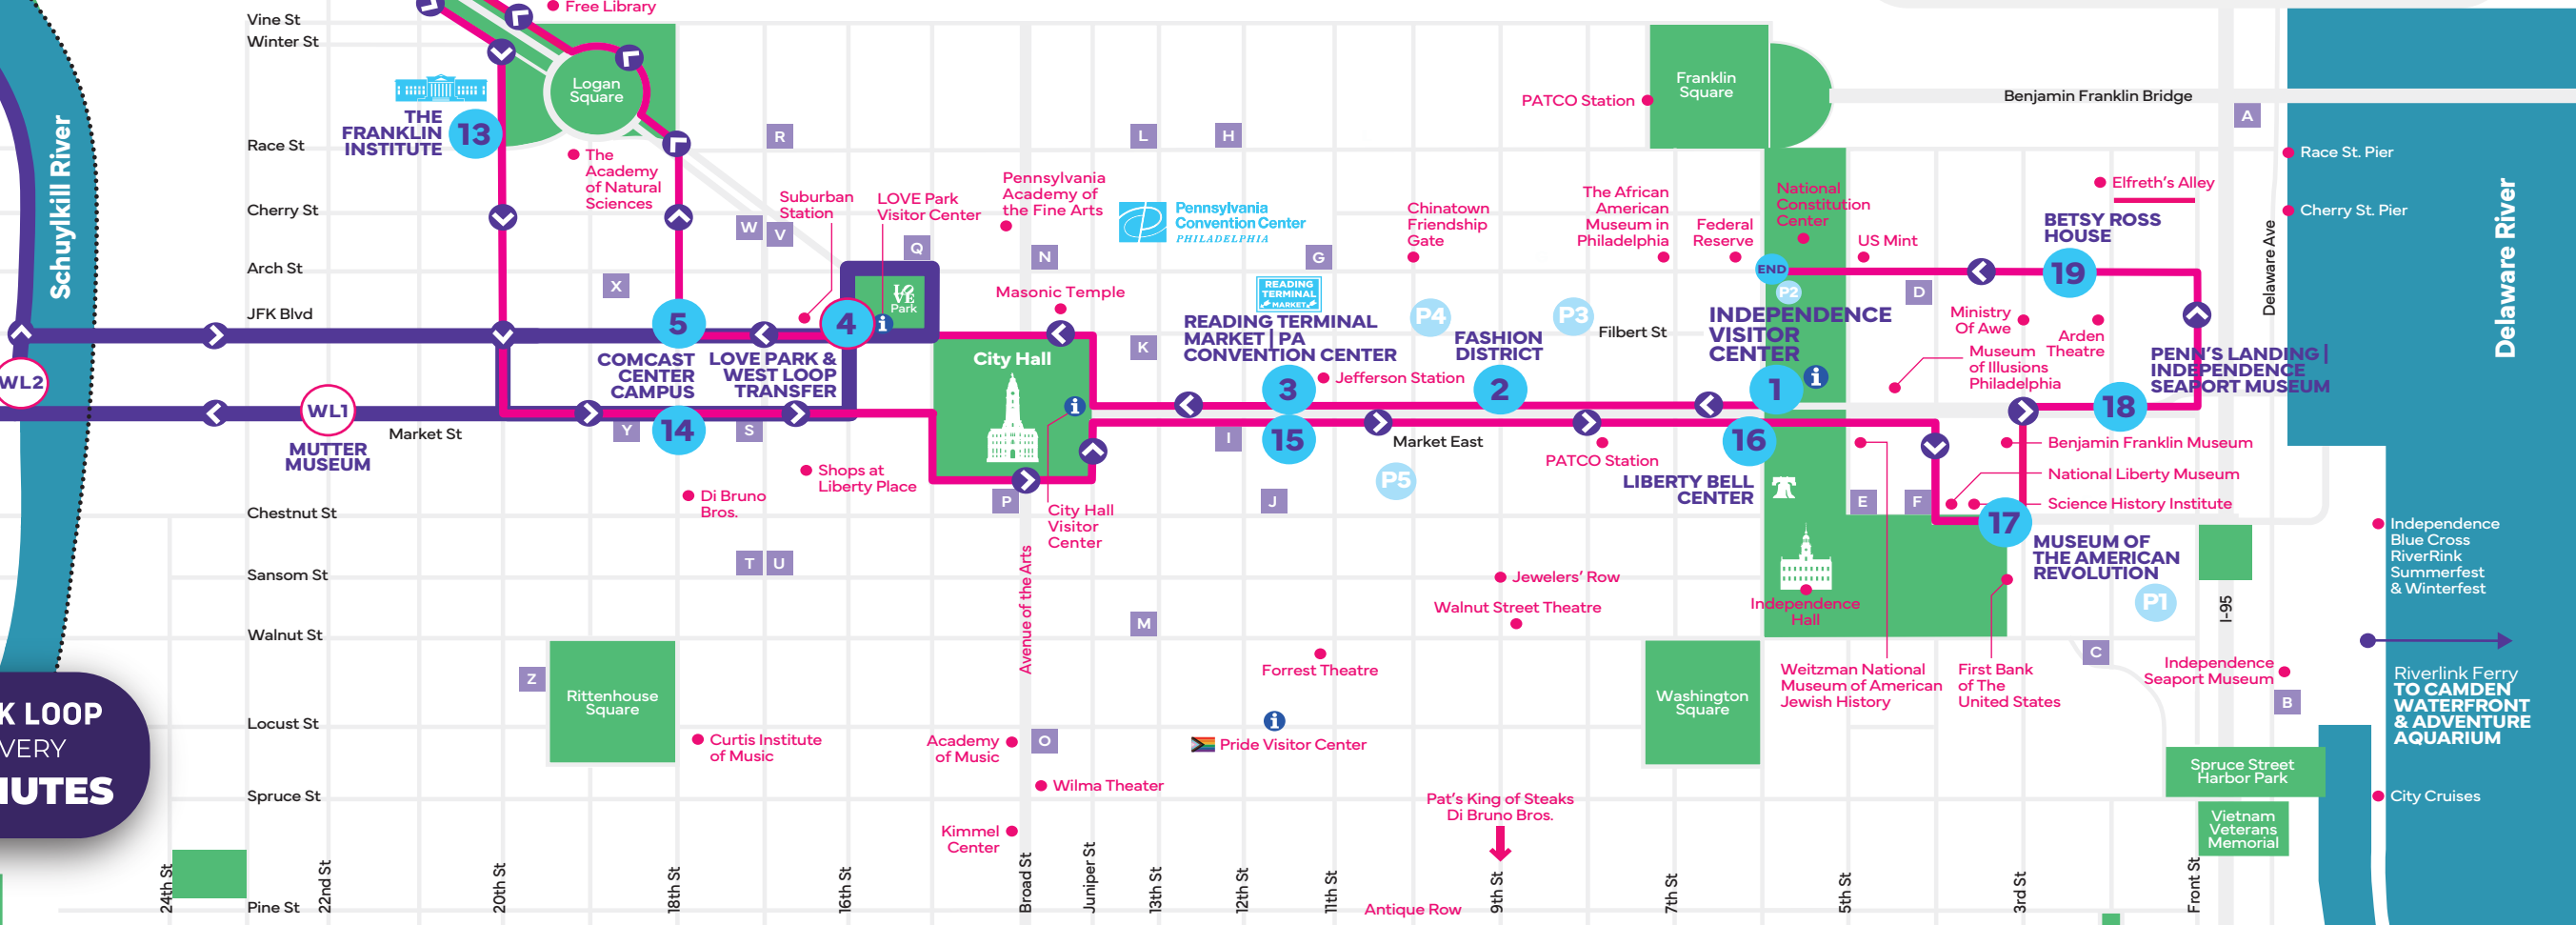 Vine St
Winter St
Race St
Cherry St
Arch St
JFK Blvd
Market St
Chestnut St
Sansom St
Walnut St
Locust St
Spruce St
Pine St
Schuylkill River
WL2
WL1
MUTTER
MUSEUM
K LOOP
VERY
NUTES
Free Library
Logan
Square
THE
FRANKLIN
INSTITUTE
13
The
Academy
of Natural
Sciences
R
W
V
X
Suburban
Station
LOVE Park
Visitor Center
Q
LOVE
Park
i
5
4
COMCAST
CENTER
CAMPUS
LOVE PARK &
WEST LOOP
TRANSFER
Y
14
S
Shops at
Liberty Place
Di Bruno
Bros.
T
U
Z
Rittenhouse
Square
Curtis Institute
of Music
Pennsylvania
Academy of
the Fine Arts
N
Masonic Temple
City Hall
i
P
City Hall
Visitor
Center
Avenue of the Arts
Academy
of Music
O
Wilma Theater
Kimmel
Center
L
H
Pennsylvania
Convention Center
PHILADELPHIA
G
READING
TERMINAL
MARKET
READING TERMINAL
MARKET | PA
CONVENTION CENTER
K
3
Jefferson Station
15
I
J
M
Forrest Theatre
i
Pride Visitor Center
Chinatown
Friendship
Gate
P4
P3
Filbert St
FASHION
DISTRICT
2
Market East
P5
PATCO Station
Jewelers' Row
Walnut Street Theatre
Pat's King of Steaks
Di Bruno Bros.
Antique Row
PATCO Station
Franklin
Square
Benjamin Franklin Bridge
A
The African
American
Museum in
Philadelphia
Federal
Reserve
National
Constitution
Center
US Mint
END
P2
INDEPENDENCE
VISITOR
CENTER
1
i
16
LIBERTY BELL
CENTER
Independence
Hall
Washington
Square
Weitzman National
Museum of American
Jewish History
First Bank
of The
United States
D
E
F
Ministry
Of Awe
Museum
of Illusions
Philadelphia
Arden
Theatre
Elfreth's Alley
BETSY ROSS
HOUSE
19
PENN'S LANDING |
INDEPENDENCE
SEAPORT MUSEUM
18
Benjamin Franklin Museum
National Liberty Museum
Science History Institute
17
MUSEUM OF
THE AMERICAN
REVOLUTION
P1
C
I-95
Independence
Seaport Museum
B
Spruce Street
Harbor Park
Vietnam
Veterans
Memorial
Delaware Ave
Race St. Pier
Cherry St. Pier
Delaware River
Independence
Blue Cross
RiverRink
Summerfest
& Winterfest
Riverlink Ferry
TO CAMDEN
WATERFRONT
& ADVENTURE
AQUARIUM
City Cruises
24th St
22nd St
20th St
18th St
16th St
Broad St
Juniper St
13th St
12th St
11th St
9th St
7th St
5th St
3rd St
Front St